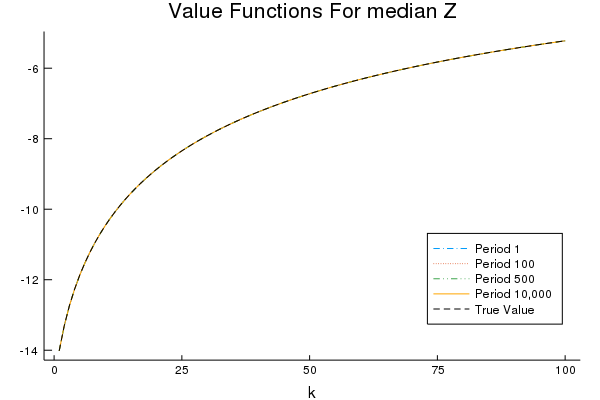 Value Functions For median Z
-6
-8
-10
-12
-14
Period 1
Period 100
Period 500
Period 10,000
True Value
0 25 50 75 100
k